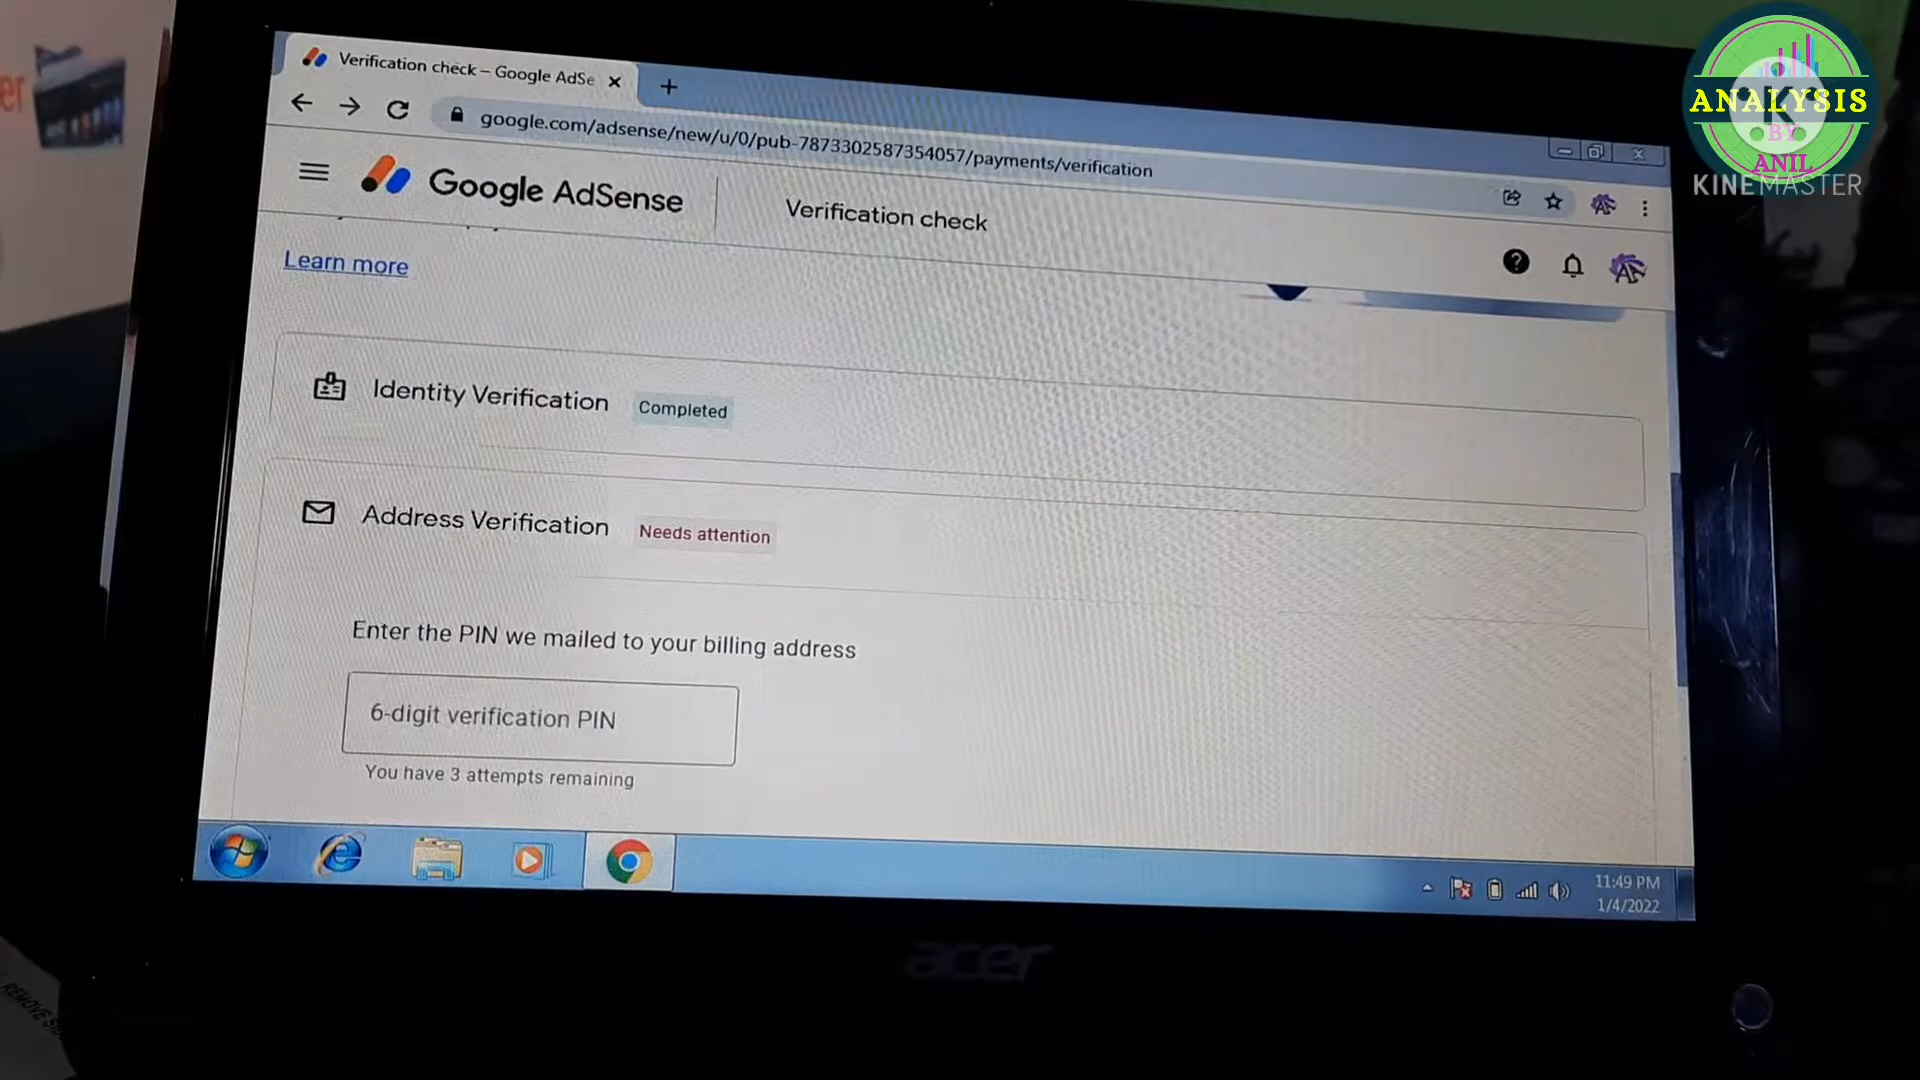 Verification check – Google AdSe
google.com/adsense/new/u/0/pub-7873302587354057/payments/verification
Google AdSense
Verification check
Learn more
Identity Verification
Completed
Address Verification
Needs attention
Enter the PIN we mailed to your billing address
6-digit verification PIN
You have 3 attempts remaining
11:49 PM
1/4/2022
acer
ANALYSIS
BY
ANIL
K
KINEMASTER
er
REMOVE